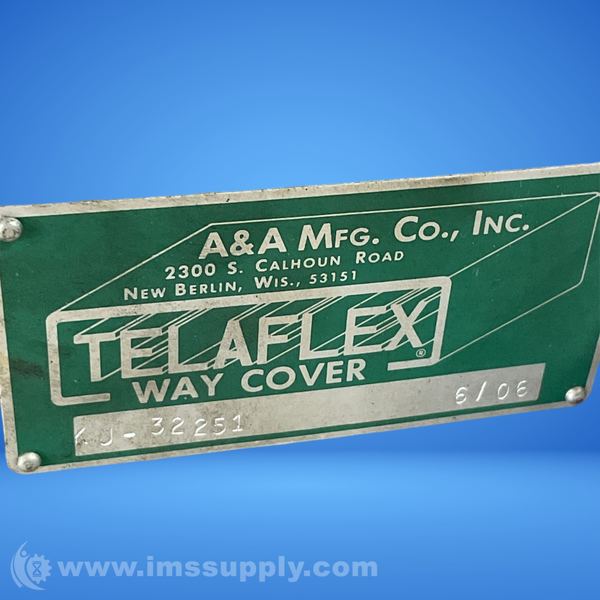 A&A MFG. CO., INC.
2300 S. CALHOUN ROAD
NEW BERLIN, WIS., 53151
TELAFLEX®
WAY COVER
J-32251 6/06
www.imssupply.com